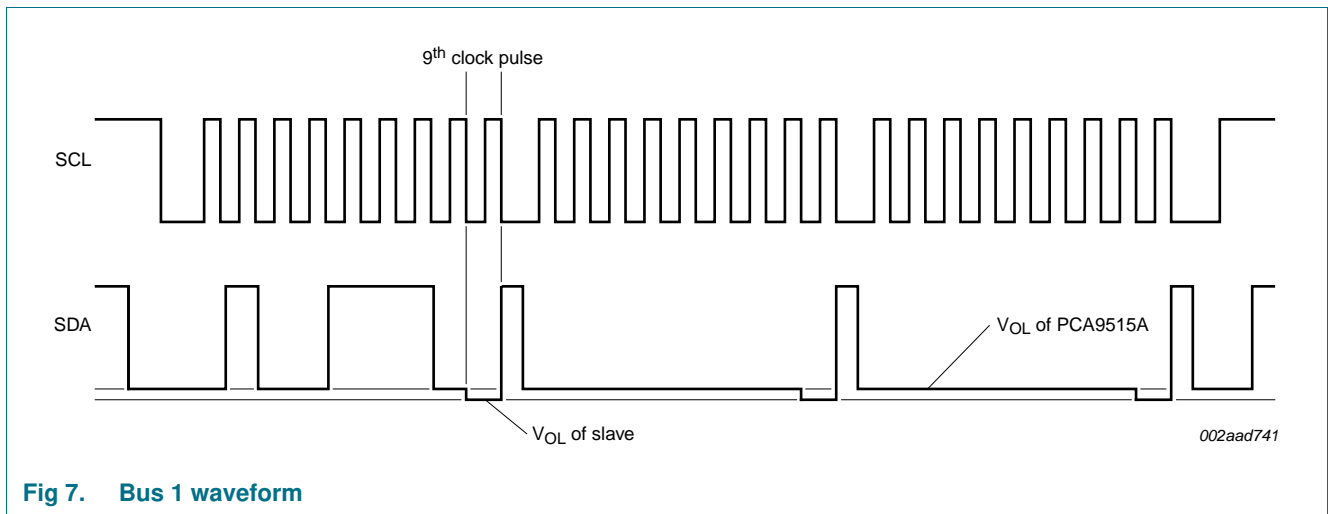 9th clock pulse
SCL
SDA
VOL of PCA9515A
VOL of slave
002aad741
Fig 7. Bus 1 waveform